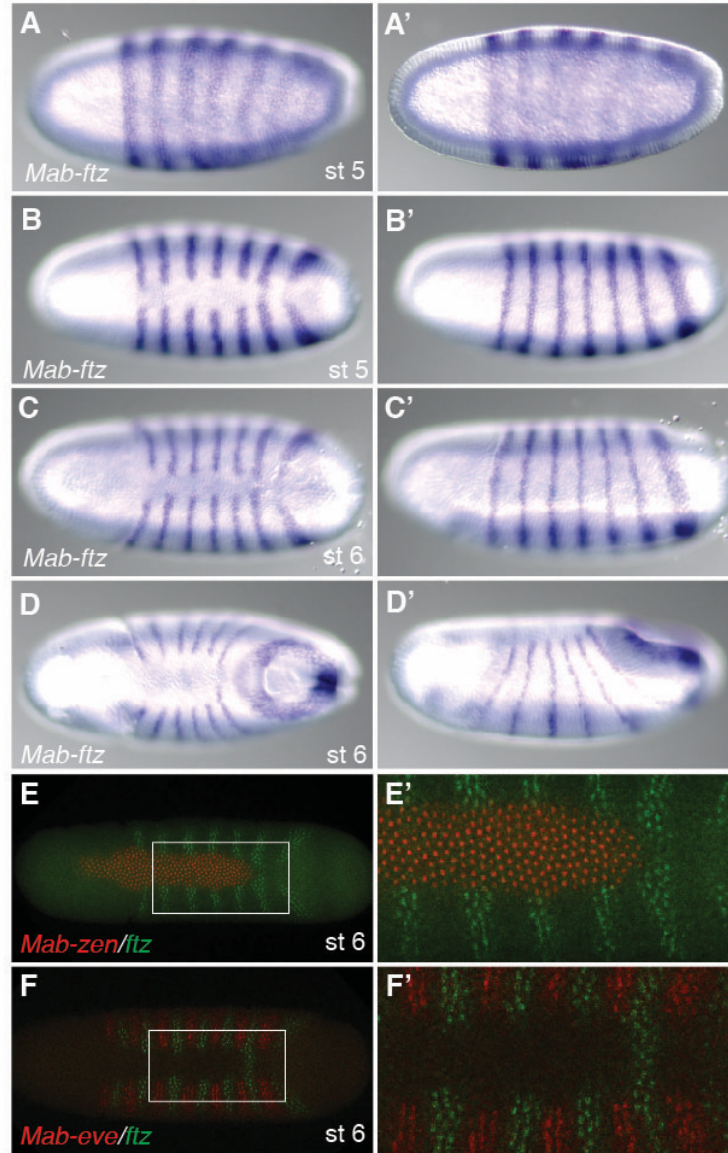 A
A'
Mab-ftz
st 5
B
B'
Mab-ftz
st 5
C
C'
Mab-ftz
st 6
D
D'
Mab-ftz
st 6
E
E'
Mab-zen/ftz
st 6
F
F'
Mab-eve/ftz
st 6